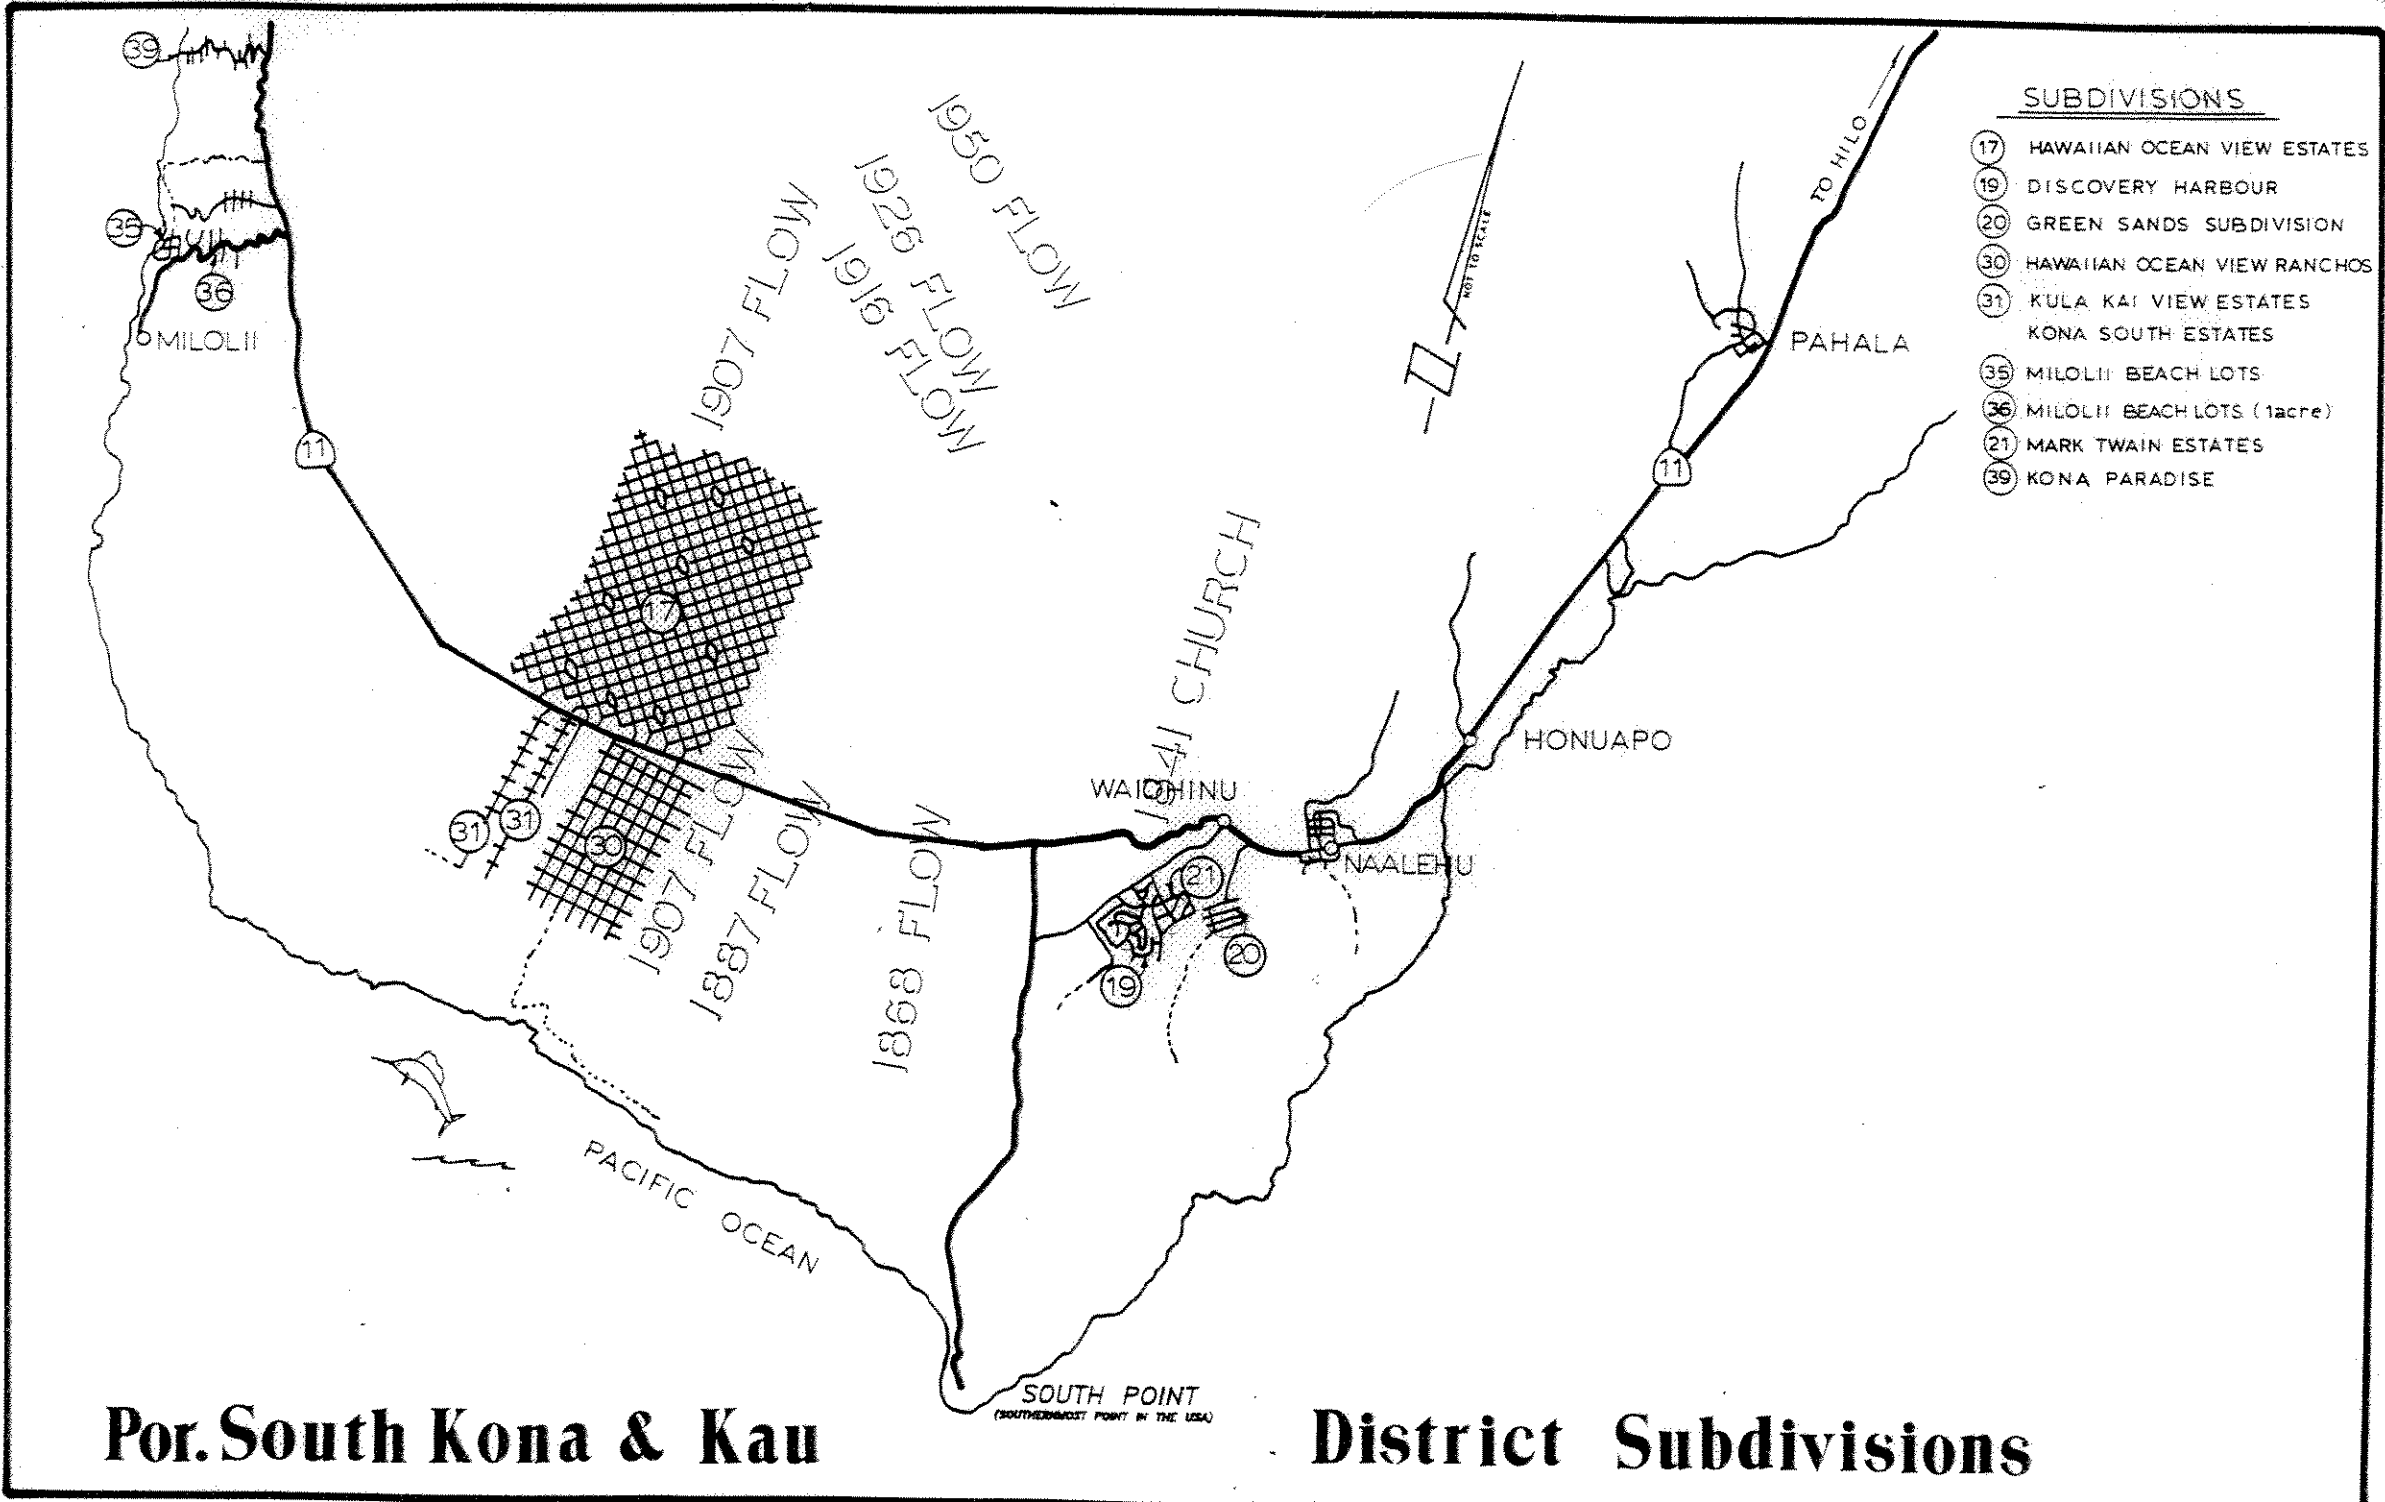 39
35
36
MILOLII
11
1907 FLOW
1950 FLOW
1926 FLOW
1916 FLOW
NOT TO SCALE
TO HILO
PAHALA
11
SUBDIVISIONS
17 HAWAIIAN OCEAN VIEW ESTATES
19 DISCOVERY HARBOUR
20 GREEN SANDS SUBDIVISION
30 HAWAIIAN OCEAN VIEW RANCHOS
31 KULA KAI VIEW ESTATES
KONA SOUTH ESTATES
35 MILOLII BEACH LOTS
36 MILOLII BEACH LOTS (1acre)
21 MARK TWAIN ESTATES
39 KONA PARADISE
17
31
31
30
1907 FLOW
1887 FLOW
1868 FLOW
1841 CHURCH
WAIOHINU
HONUAPO
NAALEHU
21
20
19
PACIFIC OCEAN
SOUTH POINT
(SOUTHERNMOST POINT IN THE USA)
Por. South Kona & Kau District Subdivisions